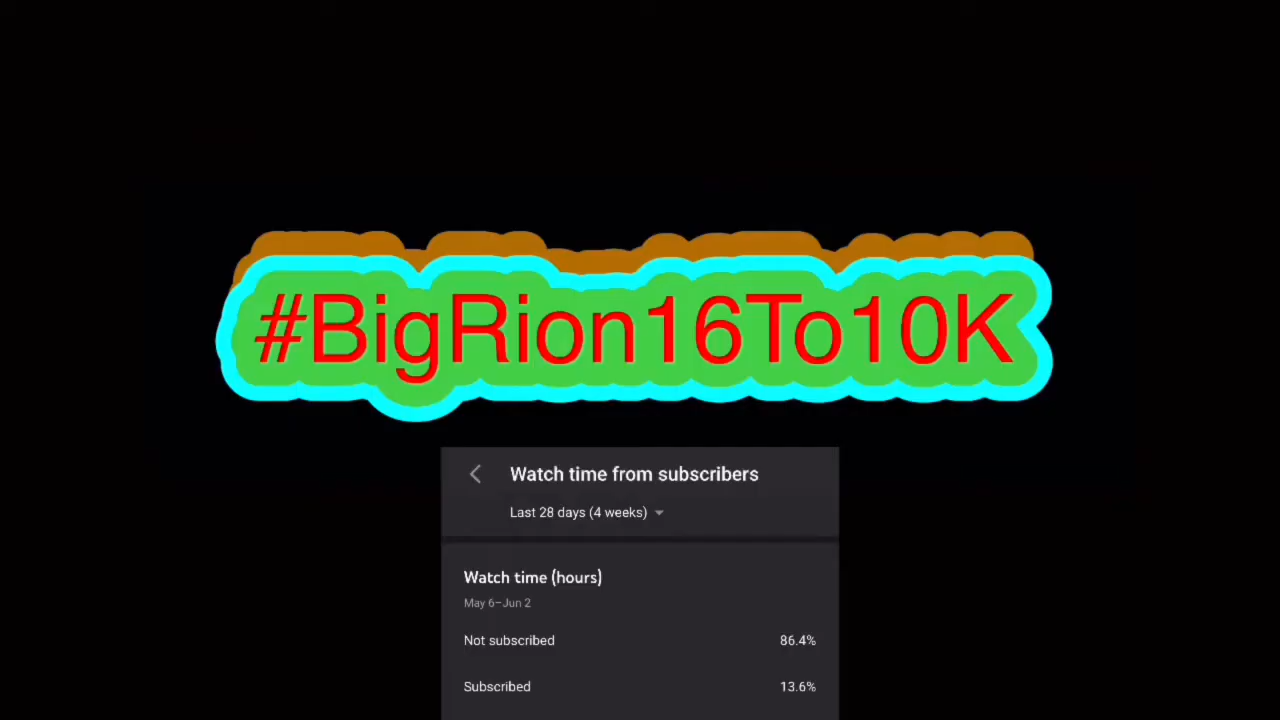 #BigRion16To10K
Watch time from subscribers
Last 28 days (4 weeks)
Watch time (hours)
May 6–Jun 2
Not subscribed 86.4%
Subscribed 13.6%